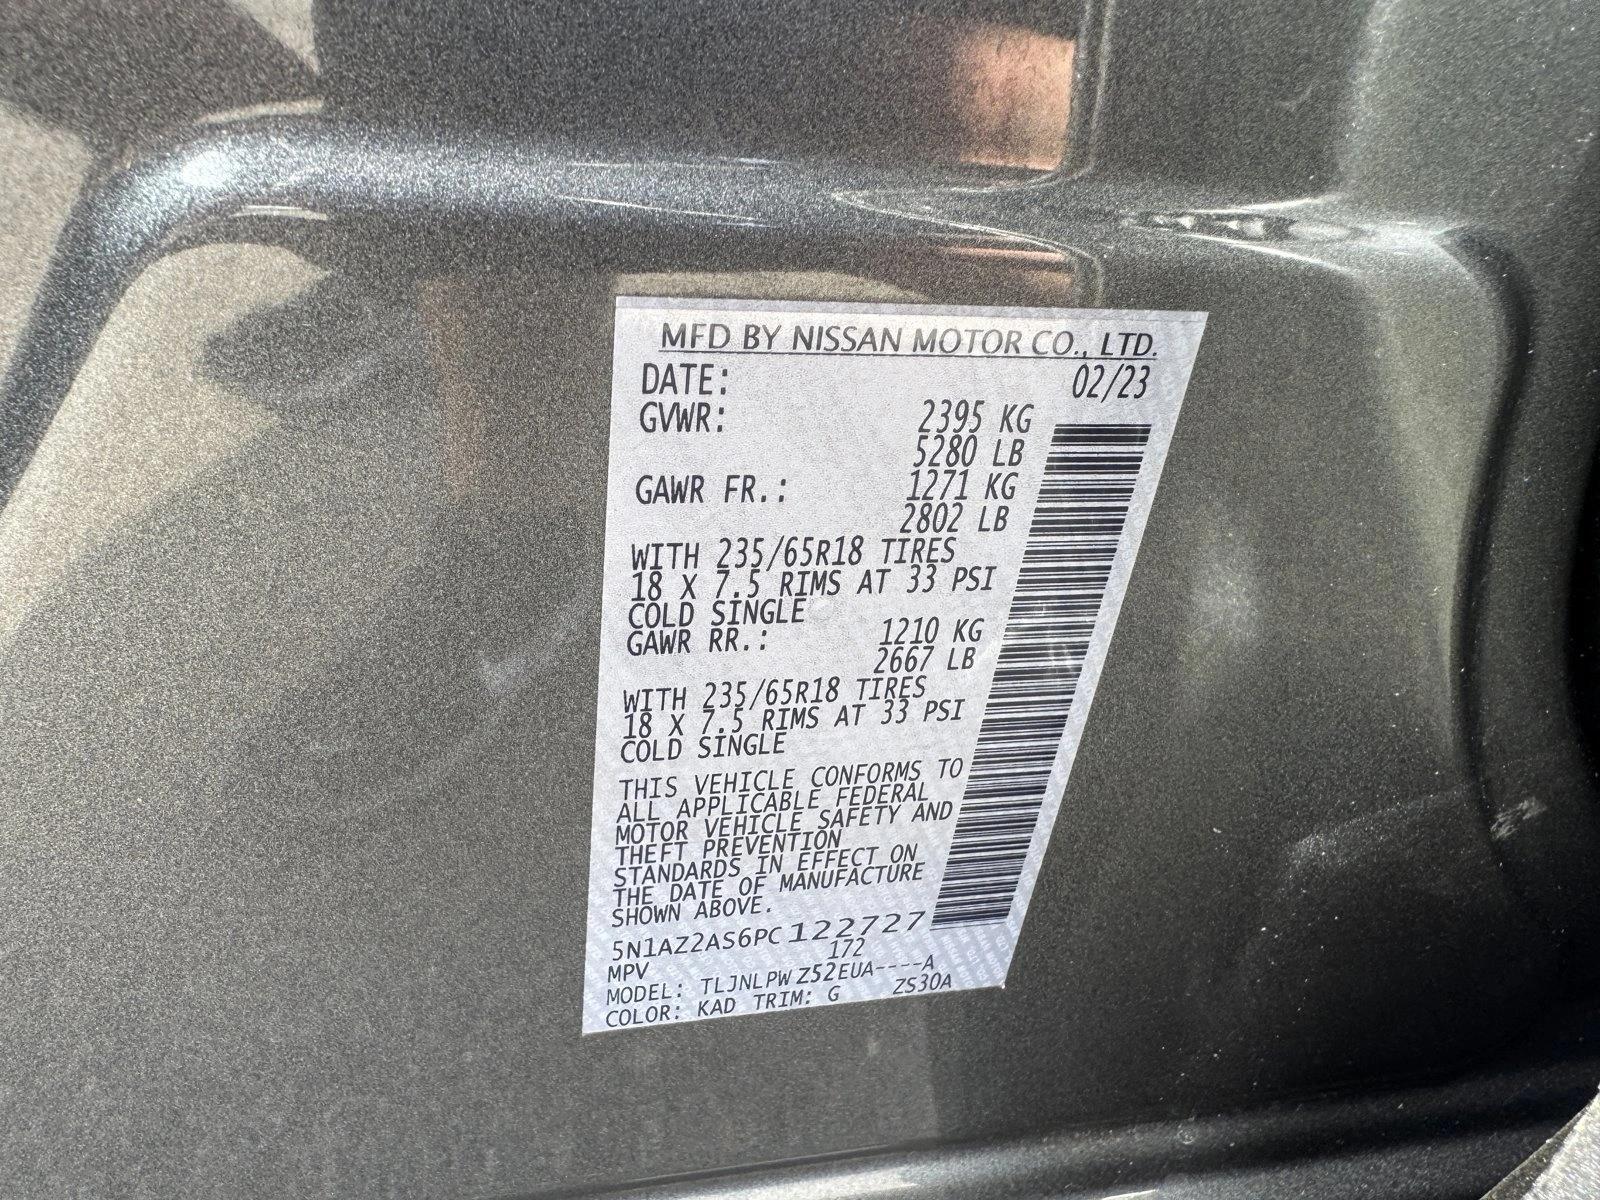 MFD BY NISSAN MOTOR CO., LTD.
DATE: 02/23
GVWR: 2395 KG
5280 LB
GAWR FR.: 1271 KG
2802 LB
WITH 235/65R18 TIRES
18 X 7.5 RIMS AT 33 PSI
COLD SINGLE
GAWR RR.: 1210 KG
2667 LB
WITH 235/65R18 TIRES
18 X 7.5 RIMS AT 33 PSI
COLD SINGLE
THIS VEHICLE CONFORMS TO
ALL APPLICABLE FEDERAL
MOTOR VEHICLE SAFETY AND
THEFT PREVENTION
STANDARDS IN EFFECT ON
THE DATE OF MANUFACTURE
SHOWN ABOVE.
5N1AZ2AS6PC122727
MPV 172
MODEL: TLJNLPWZ52EUA----A
COLOR: KAD TRIM: G ZS30A